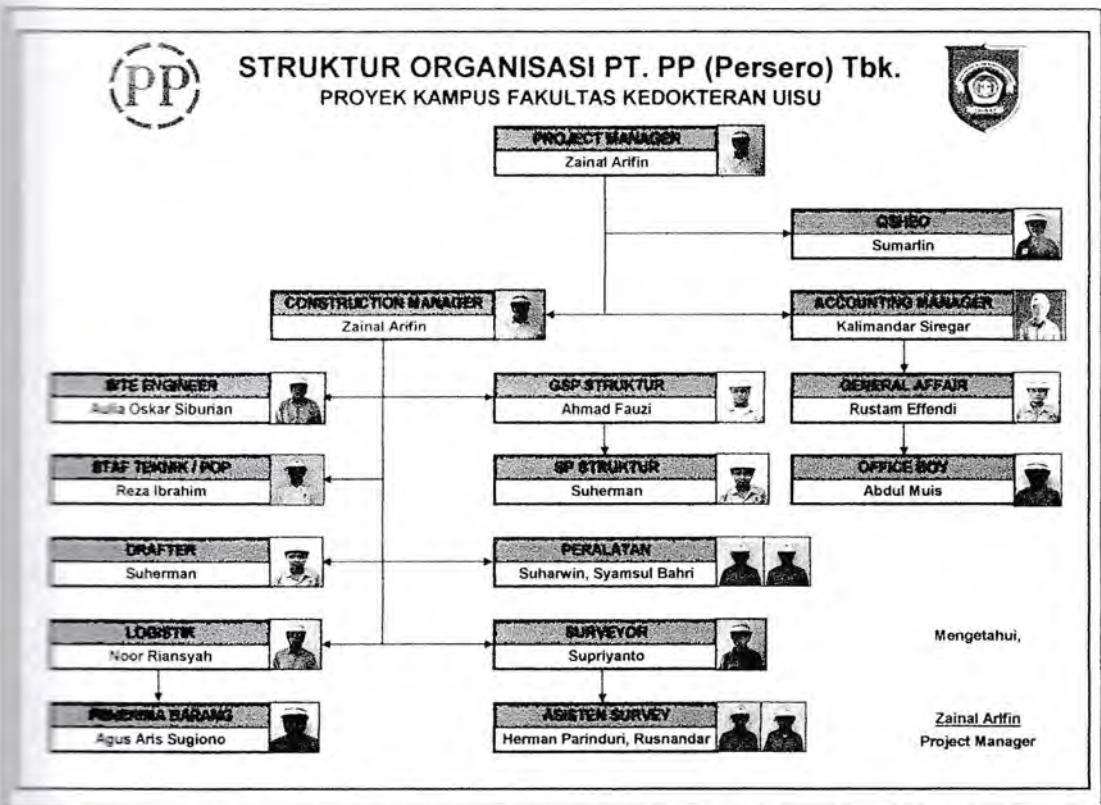 PP
STRUKTUR ORGANISASI PT. PP (Persero) Tbk.
PROYEK KAMPUS FAKULTAS KEDOKTERAN UISU
PROJECT MANAGER
Zainal Arifin
QSHEO
Sumarlin
CONSTRUCTION MANAGER
Zainal Arifin
ACCOUNTING MANAGER
Kalimandar Siregar
SITE ENGINEER
Oskar Siburian
GSP STRUKTUR
Ahmad Fauzi
GENERAL AFFAIR
Rustam Effendi
STAF TEKNIK / POP
Reza Ibrahim
SP STRUKTUR
Suherman
OFFICE BOY
Abdul Muis
DRAFTER
Suherman
PERALATAN
Suharwin, Syamsul Bahri
LOGISTIK
Noor Riansyah
SURVEYOR
Supriyanto
Mengetahui,
PENERIMA BARANG
Agus Aris Sugiono
ASISTEN SURVEY
Herman Parinduri, Rusnandar
Zainal Arifin
Project Manager